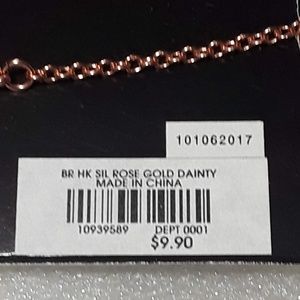 101062017
BR HK SIL ROSE GOLD DAINTY
MADE IN CHINA
10939589 DEPT 0001
$9.90